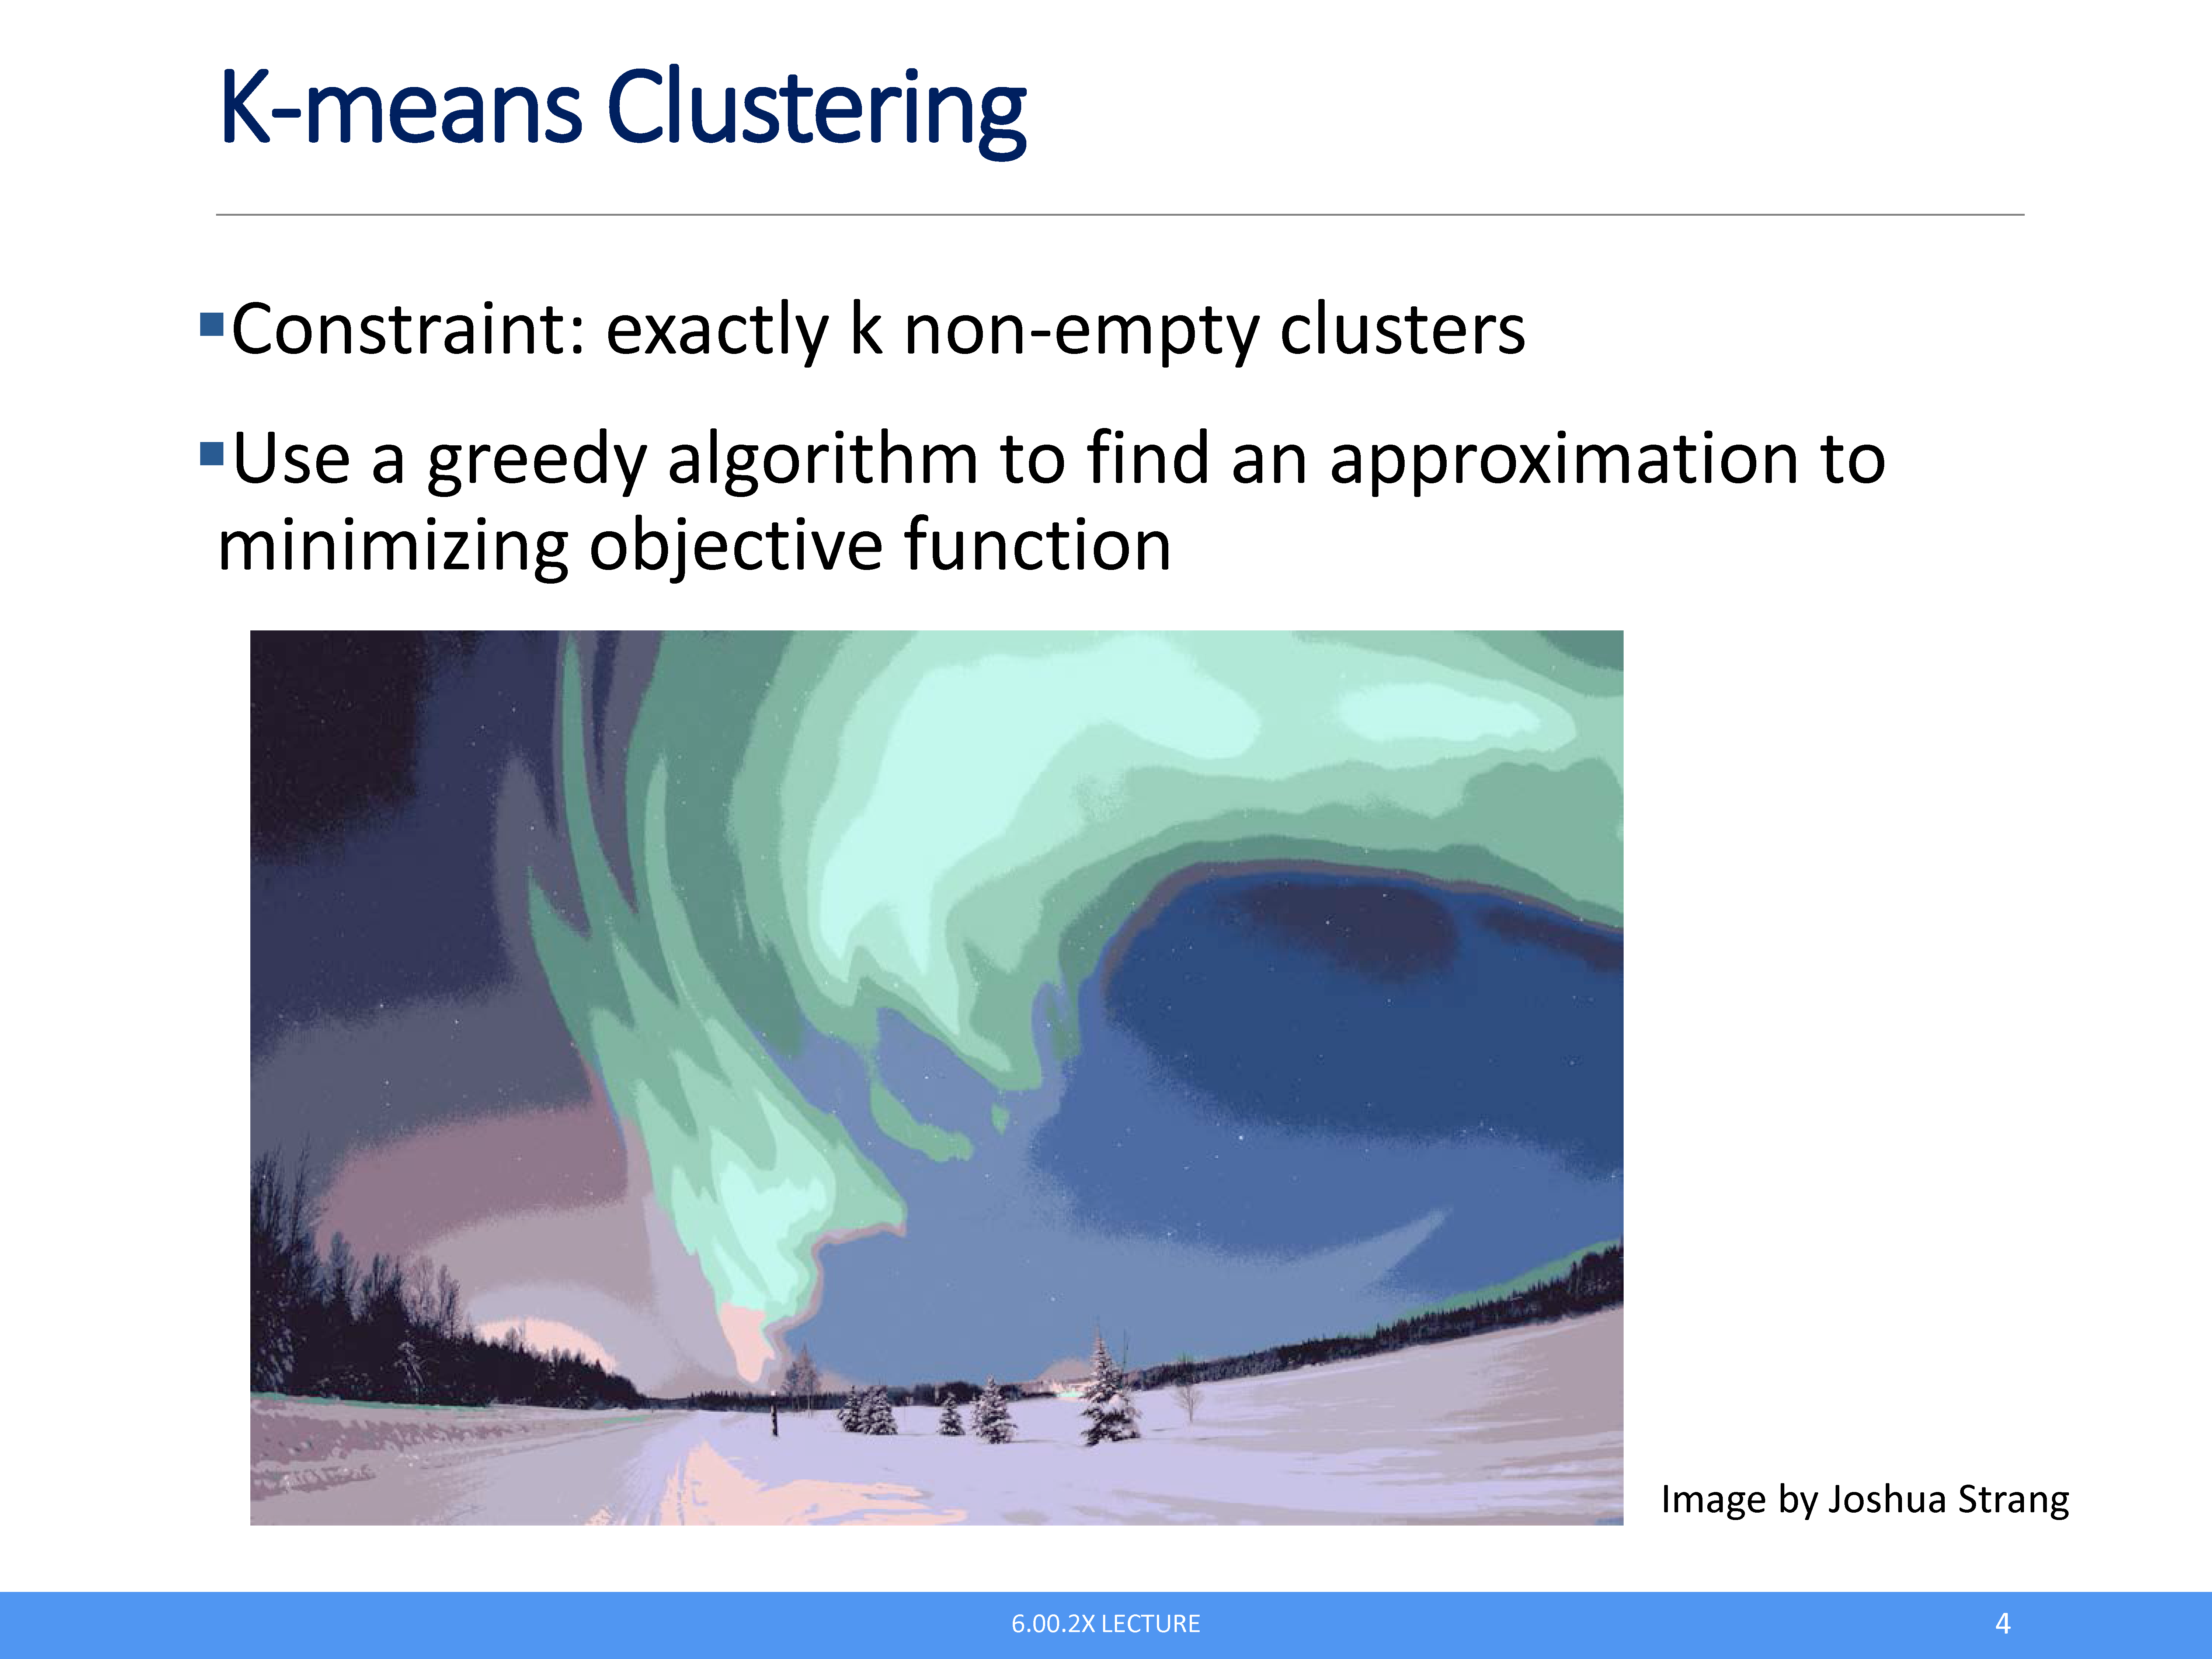 K-means Clustering
▪Constraint: exactly k non-empty clusters
▪Use a greedy algorithm to find an approximation to
minimizing objective function
Image by Joshua Strang
6.00.2X LECTURE
4